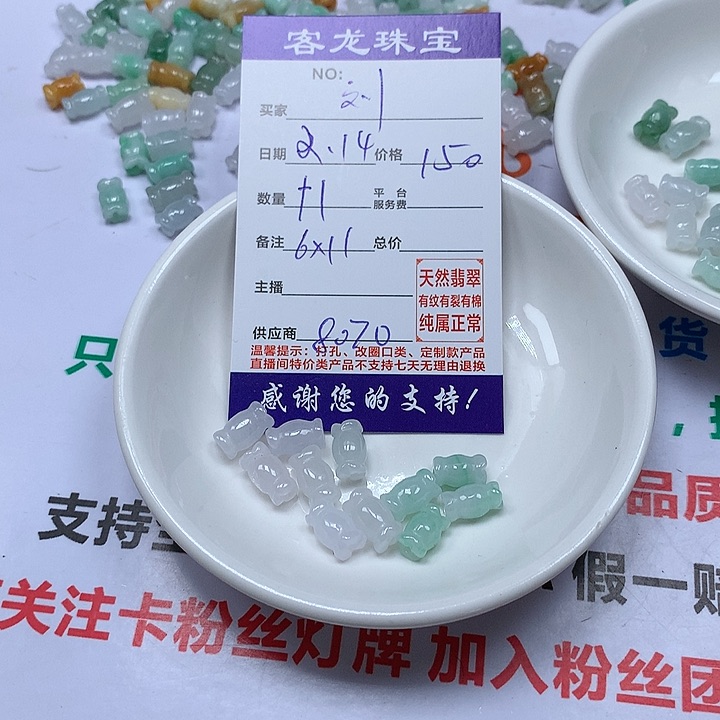 客龙珠宝
NO:
买家 刘
日期 2.14 价格 150
数量 +1 平台服务费
备注 6x11 总价
主播
天然翡翠
有纹有裂有棉
纯属正常
供应商 8070
温馨提示：打孔、改圈口类、定制款产品
直播间特价类产品不支持七天无理由退换
感谢您的支持！
只
货
品质
支持
假一赔
关注卡粉丝灯牌 加入粉丝团